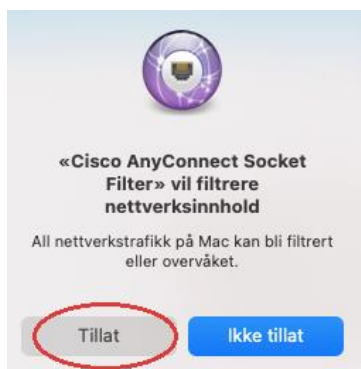 «Cisco AnyConnect Socket
Filter» vil filtrere
nettverksinnhold
All nettverkstrafikk på Mac kan bli filtrert
eller overvåket.
Tillat
Ikke tillat